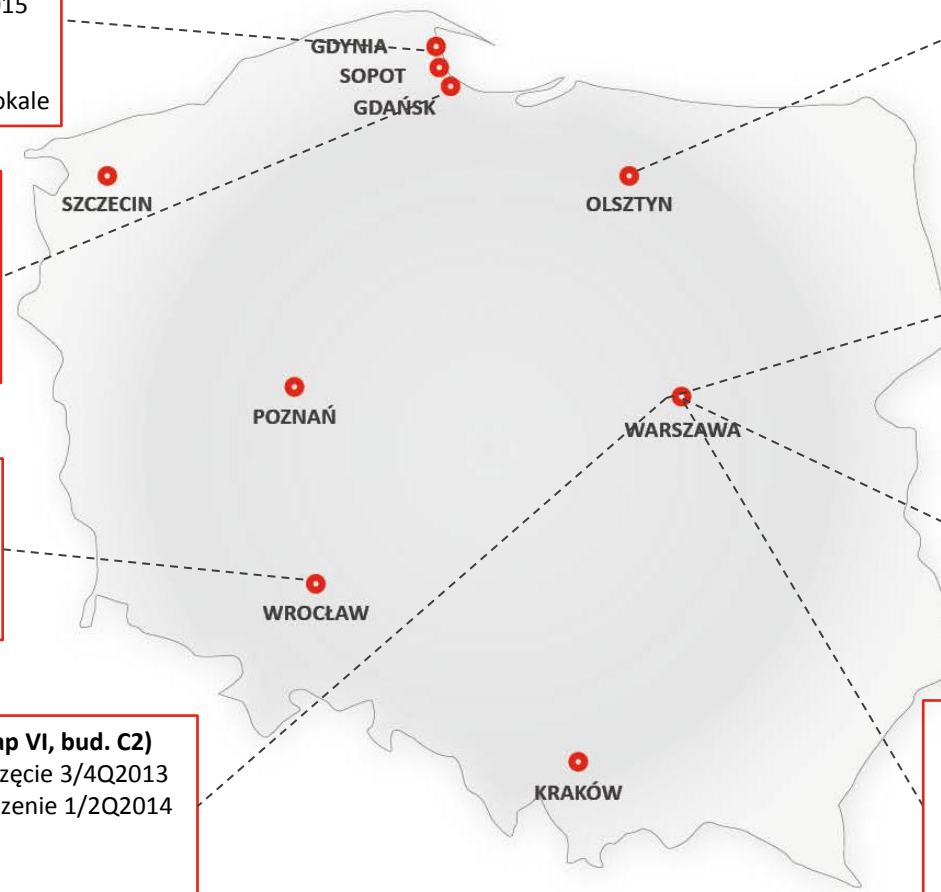 015
okale
GDYNIA
SOPOT
GDAŃSK
SZCZECIN
OLSZTYN
POZNAŃ
WARSZAWA
WROCŁAW
ap VI, bud. C2)
zęcie 3/4Q2013
zenie 1/2Q2014
KRAKÓW